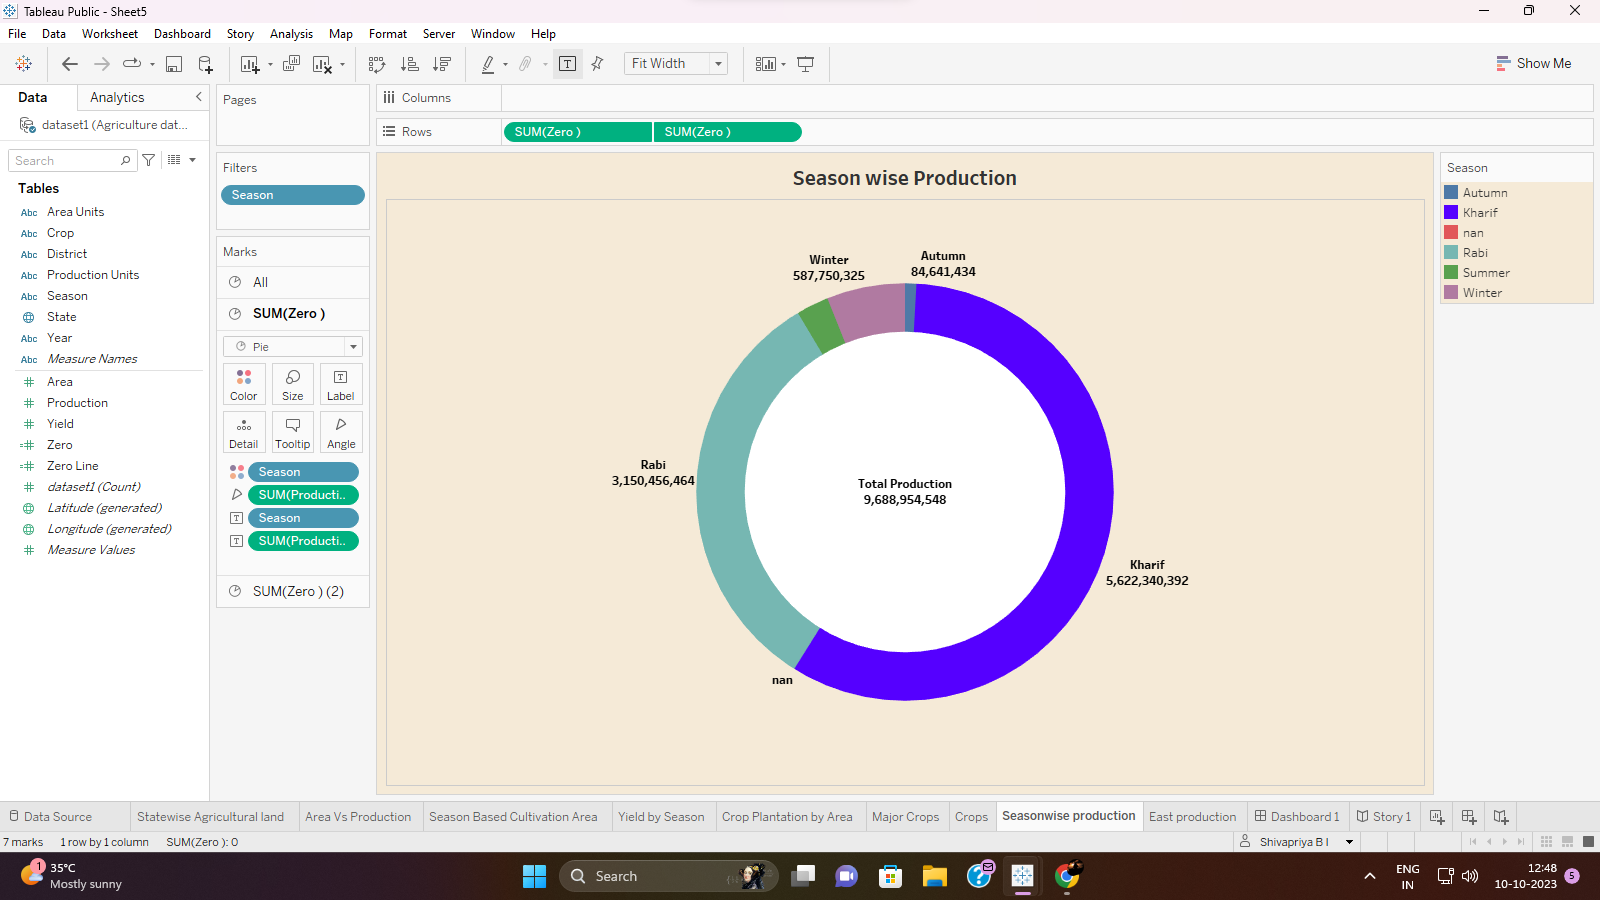 Tableau Public - Sheet5
File Data Worksheet Dashboard Story Analysis Map Format Server Window Help
Fit Width
Show Me
Data Analytics
dataset1 (Agriculture dat...
Search
Tables
Abc Area Units
Abc Crop
Abc District
Abc Production Units
Abc Season
State
Abc Year
Abc Measure Names
Area
Production
Yield
Zero
Zero Line
dataset1 (Count)
Latitude (generated)
Longitude (generated)
Measure Values
Pages
Filters
Season
Marks
All
SUM(Zero )
Pie
Color Size Label
Detail Tooltip Angle
Season
SUM(Producti..
Season
SUM(Producti..
SUM(Zero ) (2)
Columns
Rows SUM(Zero ) SUM(Zero )
Season wise Production
Winter
587,750,325
Autumn
84,641,434
Rabi
3,150,456,464
Total Production
9,688,954,548
Kharif
5,622,340,392
nan
Season
Autumn
Kharif
nan
Rabi
Summer
Winter
Data Source Statewise Agricultural land Area Vs Production Season Based Cultivation Area Yield by Season Crop Plantation by Area Major Crops Crops Seasonwise production East production Dashboard 1 Story 1
7 marks 1 row by 1 column SUM(Zero ): 0 Shivapriya B I
1 35°C
Mostly sunny
Search
ENG
IN
12:48
10-10-2023
5